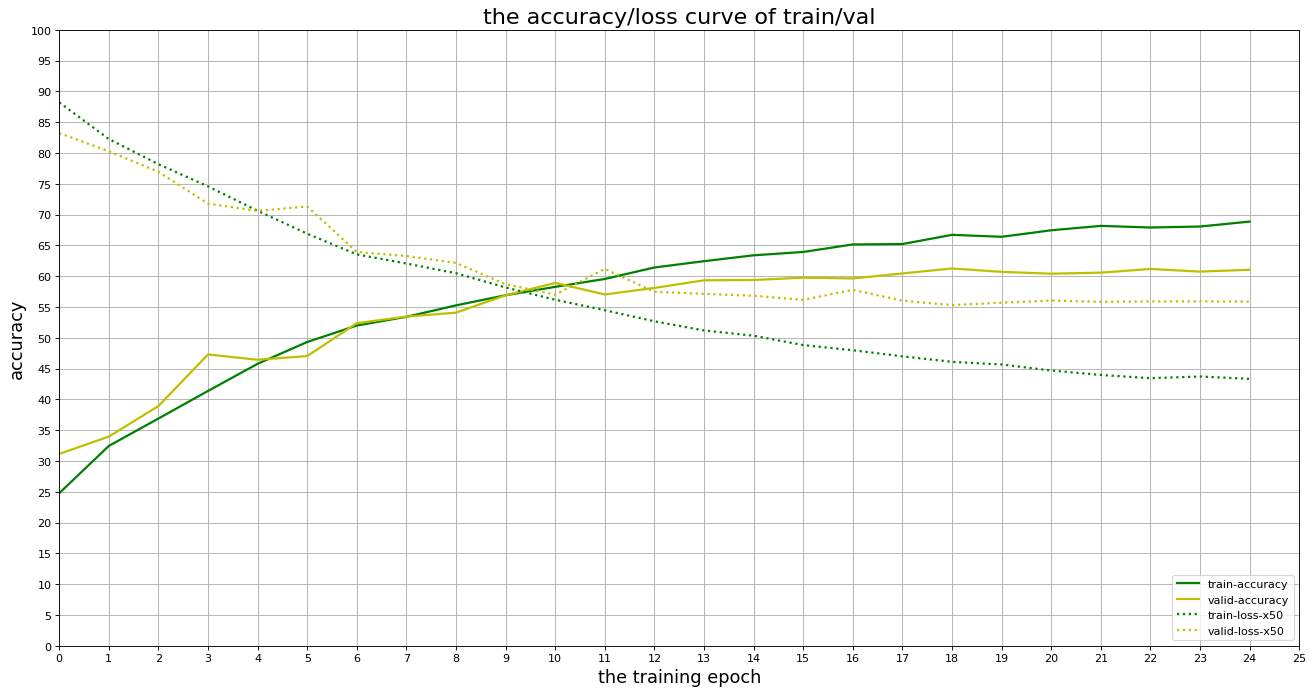 the accuracy/loss curve of train/val
100
95
90
85
80
75
70
65
60
55
50
45
40
35
30
25
20
15
10
5
0
accuracy
train-accuracy
valid-accuracy
train-loss-x50
valid-loss-x50
0 1 2 3 4 5 6 7 8 9 10 11 12 13 14 15 16 17 18 19 20 21 22 23 24 25
the training epoch